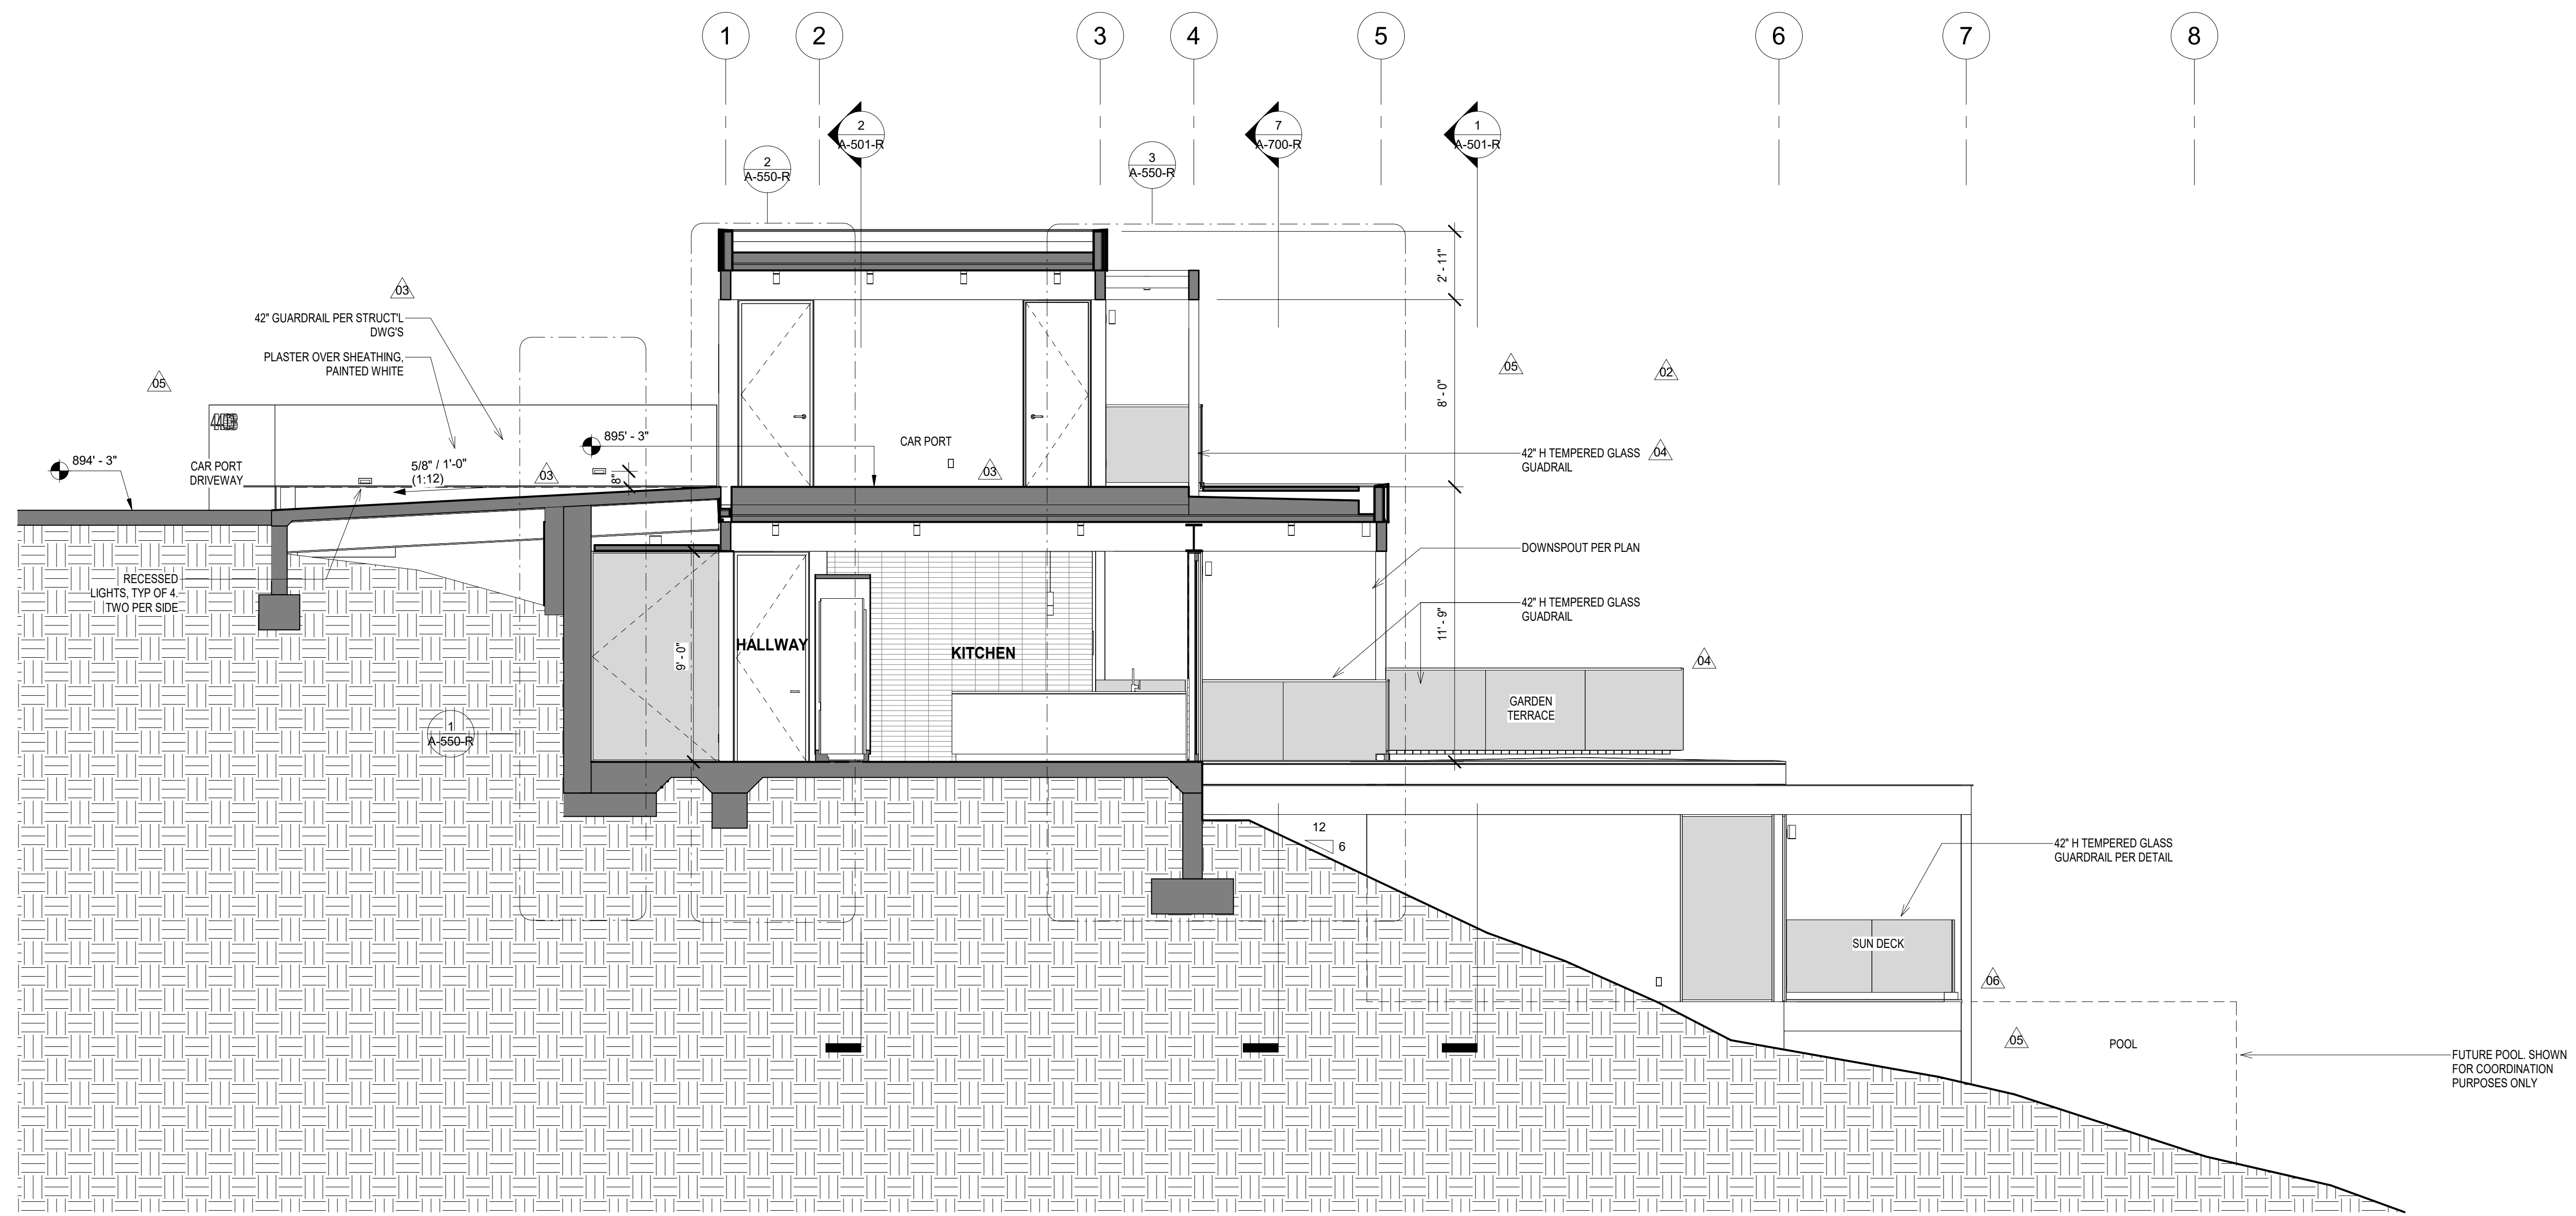 1
2
3
4
5
6
7
8
2
A-501-R
7
A-700-R
1
A-501-R
2
A-550-R
3
A-550-R
2' - 11"
03
42" GUARDRAIL PER STRUCT'L
DWG'S
PLASTER OVER SHEATHING,
PAINTED WHITE
05
05
02
8' - 0"
895' - 3"
CAR PORT
03
42" H TEMPERED GLASS
GUADRAIL
04
894' - 3"
CAR PORT
DRIVEWAY
5/8" / 1'-0"
(1:12)
03
8"
RECESSED
LIGHTS, TYP OF 4.
TWO PER SIDE
DOWNSPOUT PER PLAN
42" H TEMPERED GLASS
GUADRAIL
11' - 9"
9' - 0"
HALLWAY
KITCHEN
04
GARDEN
TERRACE
1
A-550-R
12
6
42" H TEMPERED GLASS
GUARDRAIL PER DETAIL
SUN DECK
06
05
POOL
FUTURE POOL. SHOWN
FOR COORDINATION
PURPOSES ONLY